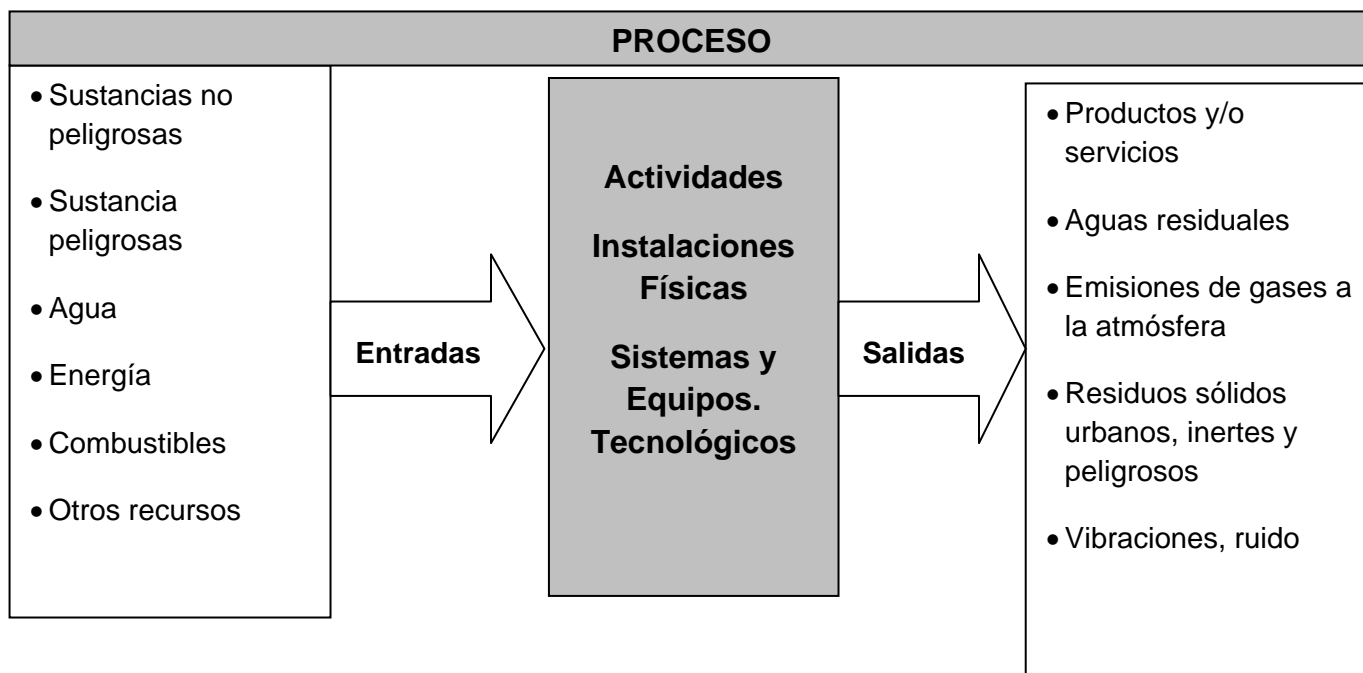 PROCESO
• Sustancias no
peligrosas
• Sustancia
peligrosas
• Agua
• Energía
• Combustibles
• Otros recursos
Entradas
Actividades
Instalaciones
Físicas
Sistemas y
Equipos.
Tecnológicos
Salidas
• Productos y/o
servicios
• Aguas residuales
• Emisiones de gases a
la atmósfera
• Residuos sólidos
urbanos, inertes y
peligrosos
• Vibraciones, ruido